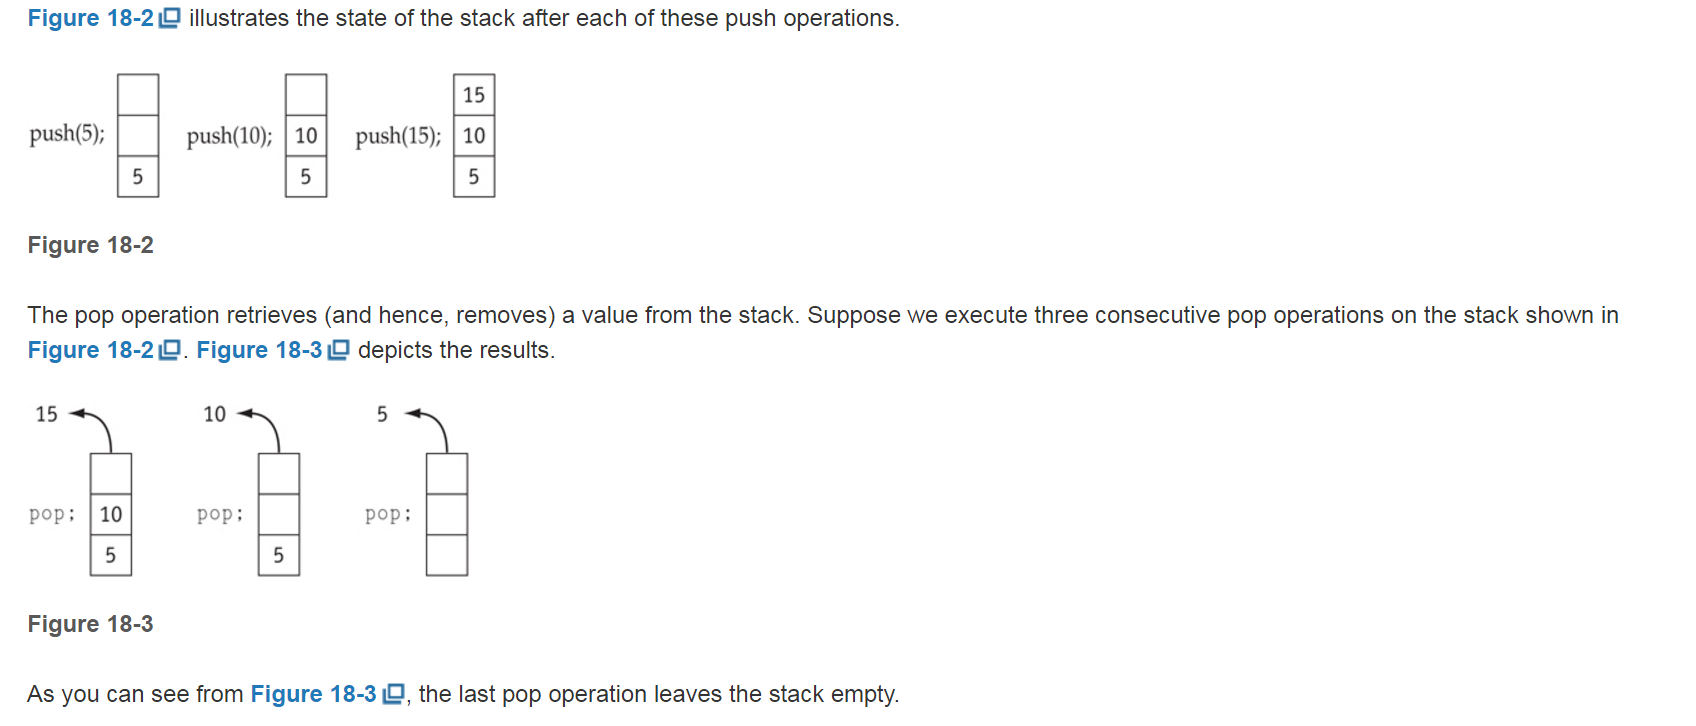 Figure 18-2 illustrates the state of the stack after each of these push operations.
push(5);
5
push(10);
10
5
push(15);
15
10
5
Figure 18-2
The pop operation retrieves (and hence, removes) a value from the stack. Suppose we execute three consecutive pop operations on the stack shown in
Figure 18-2. Figure 18-3 depicts the results.
15
pop;
10
5
10
pop;
5
5
pop;
Figure 18-3
As you can see from Figure 18-3, the last pop operation leaves the stack empty.